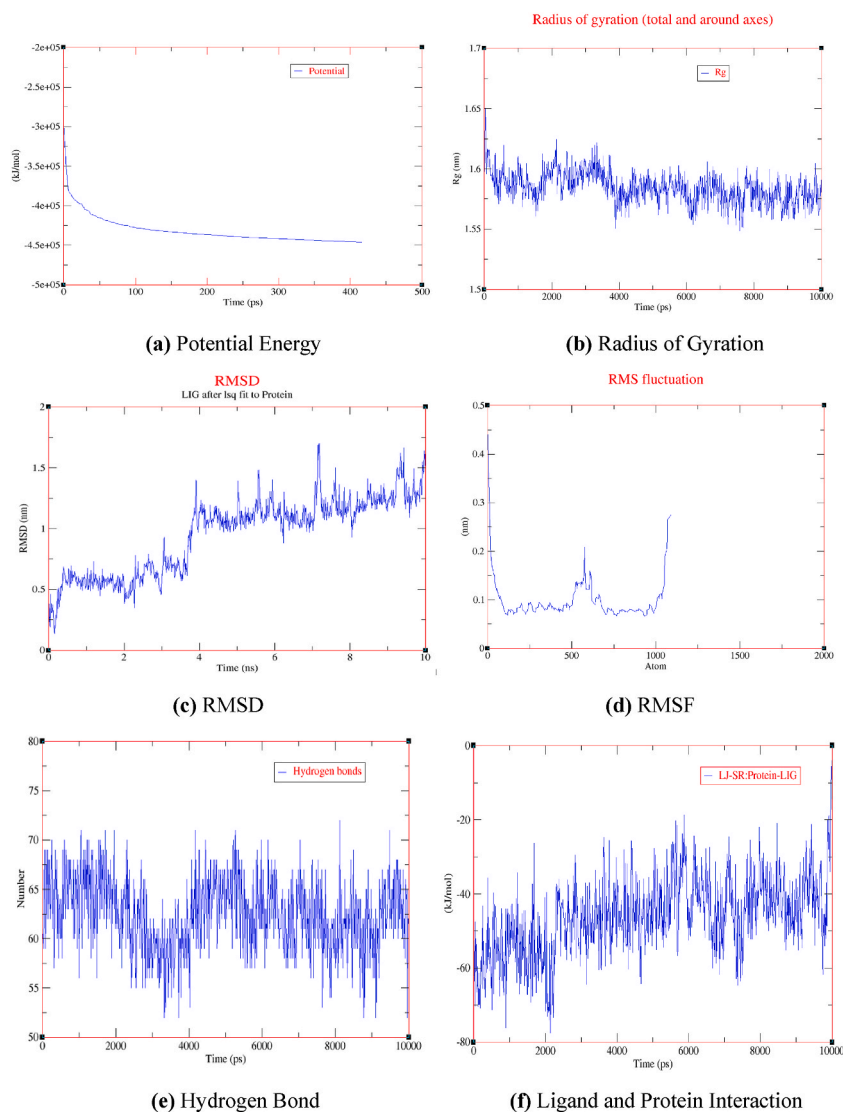 -2e+05
-2.5e+05
-3e+05
-3.5e+05
-4e+05
-4.5e+05
-5e+05
(kJ/mol)
Potential
0 100 200 300 400 500
Time (ps)
(a) Potential Energy
Radius of gyration (total and around axes)
1.7
1.65
1.6
1.55
1.5
Rg (nm)
Rg
0 2000 4000 6000 8000 10000
Time (ps)
(b) Radius of Gyration
RMSD
LIG after lsq fit to Protein
2
1.5
1
0.5
0
RMSD (nm)
0 2 4 6 8 10
Time (ns)
(c) RMSD
RMS fluctuation
0.5
0.4
0.3
0.2
0.1
0
(nm)
0 500 1000 1500 2000
Atom
(d) RMSF
80
75
70
65
60
55
50
Number
Hydrogen bonds
0 2000 4000 6000 8000 10000
Time (ps)
(e) Hydrogen Bond
0
-20
-40
-60
-80
(kJ/mol)
LJ-SR:Protein-LIG
0 2000 4000 6000 8000 10000
Time (ps)
(f) Ligand and Protein Interaction